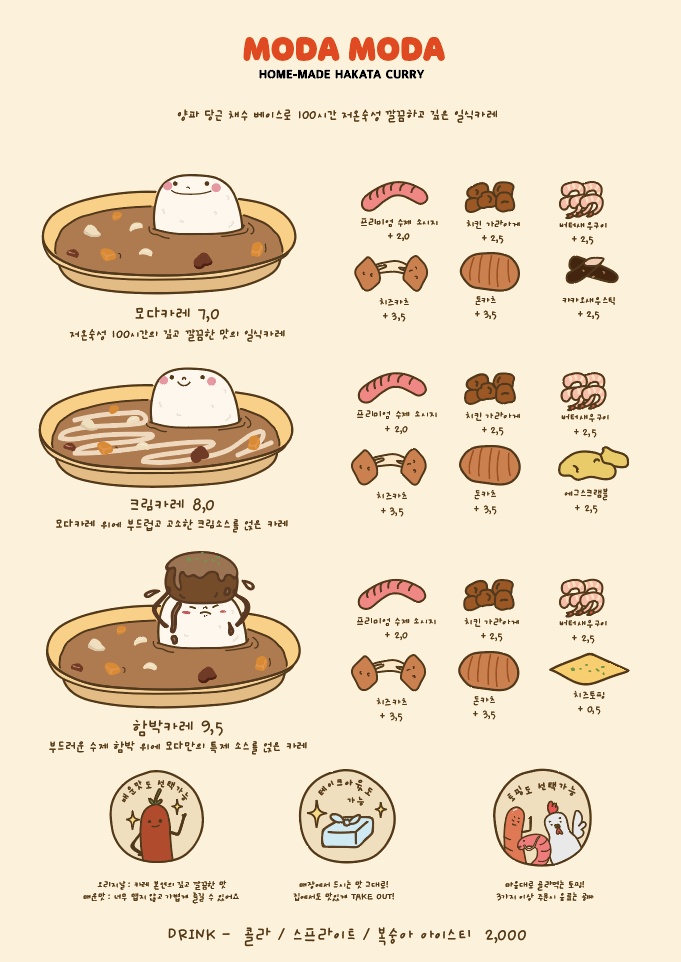 MODA MODA
HOME-MADE HAKATA CURRY
양파 당근 채수 베이스로 100시간 저온숙성 깔끔하고 깊은 일식카레
모다카레 7,0
저온숙성 100시간의 깊고 깔끔한 맛의 일식카레
프리미엄 수제 소시지
+ 2,0
치킨 가라아게
+ 2,5
버터새우구이
+ 2,5
치즈카츠
+ 3,5
돈카츠
+ 3,5
카카오새우스틱
+ 2,5
크림카레 8,0
모다카레 위에 부드럽고 고소한 크림소스를 얹은 카레
프리미엄 수제 소시지
+ 2,0
치킨 가라아게
+ 2,5
버터새우구이
+ 2,5
치즈카츠
+ 3,5
돈카츠
+ 3,5
에그스크램블
+ 2,5
함박카레 9,5
부드러운 수제 함박 위에 모다만의 특제 소스를 얹은 카레
프리미엄 수제 소시지
+ 2,0
치킨 가라아게
+ 2,5
버터새우구이
+ 2,5
치즈카츠
+ 3,5
돈카츠
+ 3,5
치즈토핑
+ 0,5
매운맛도 선택가능
오리지날 : 카레 본연의 깊고 깔끔한 맛
매운맛 : 너무 맵지 않고 가볍게 즐길 수 있어요
테이크아웃도
가능
매장에서 드시는 맛 그대로!
집에서도 맛있게 TAKE OUT!
토핑도 선택가능
마음대로 골라먹는 토핑!
3가지 이상 주문시 음료는
DRINK - 콜라 / 스프라이트 / 복숭아 아이스티 2,000